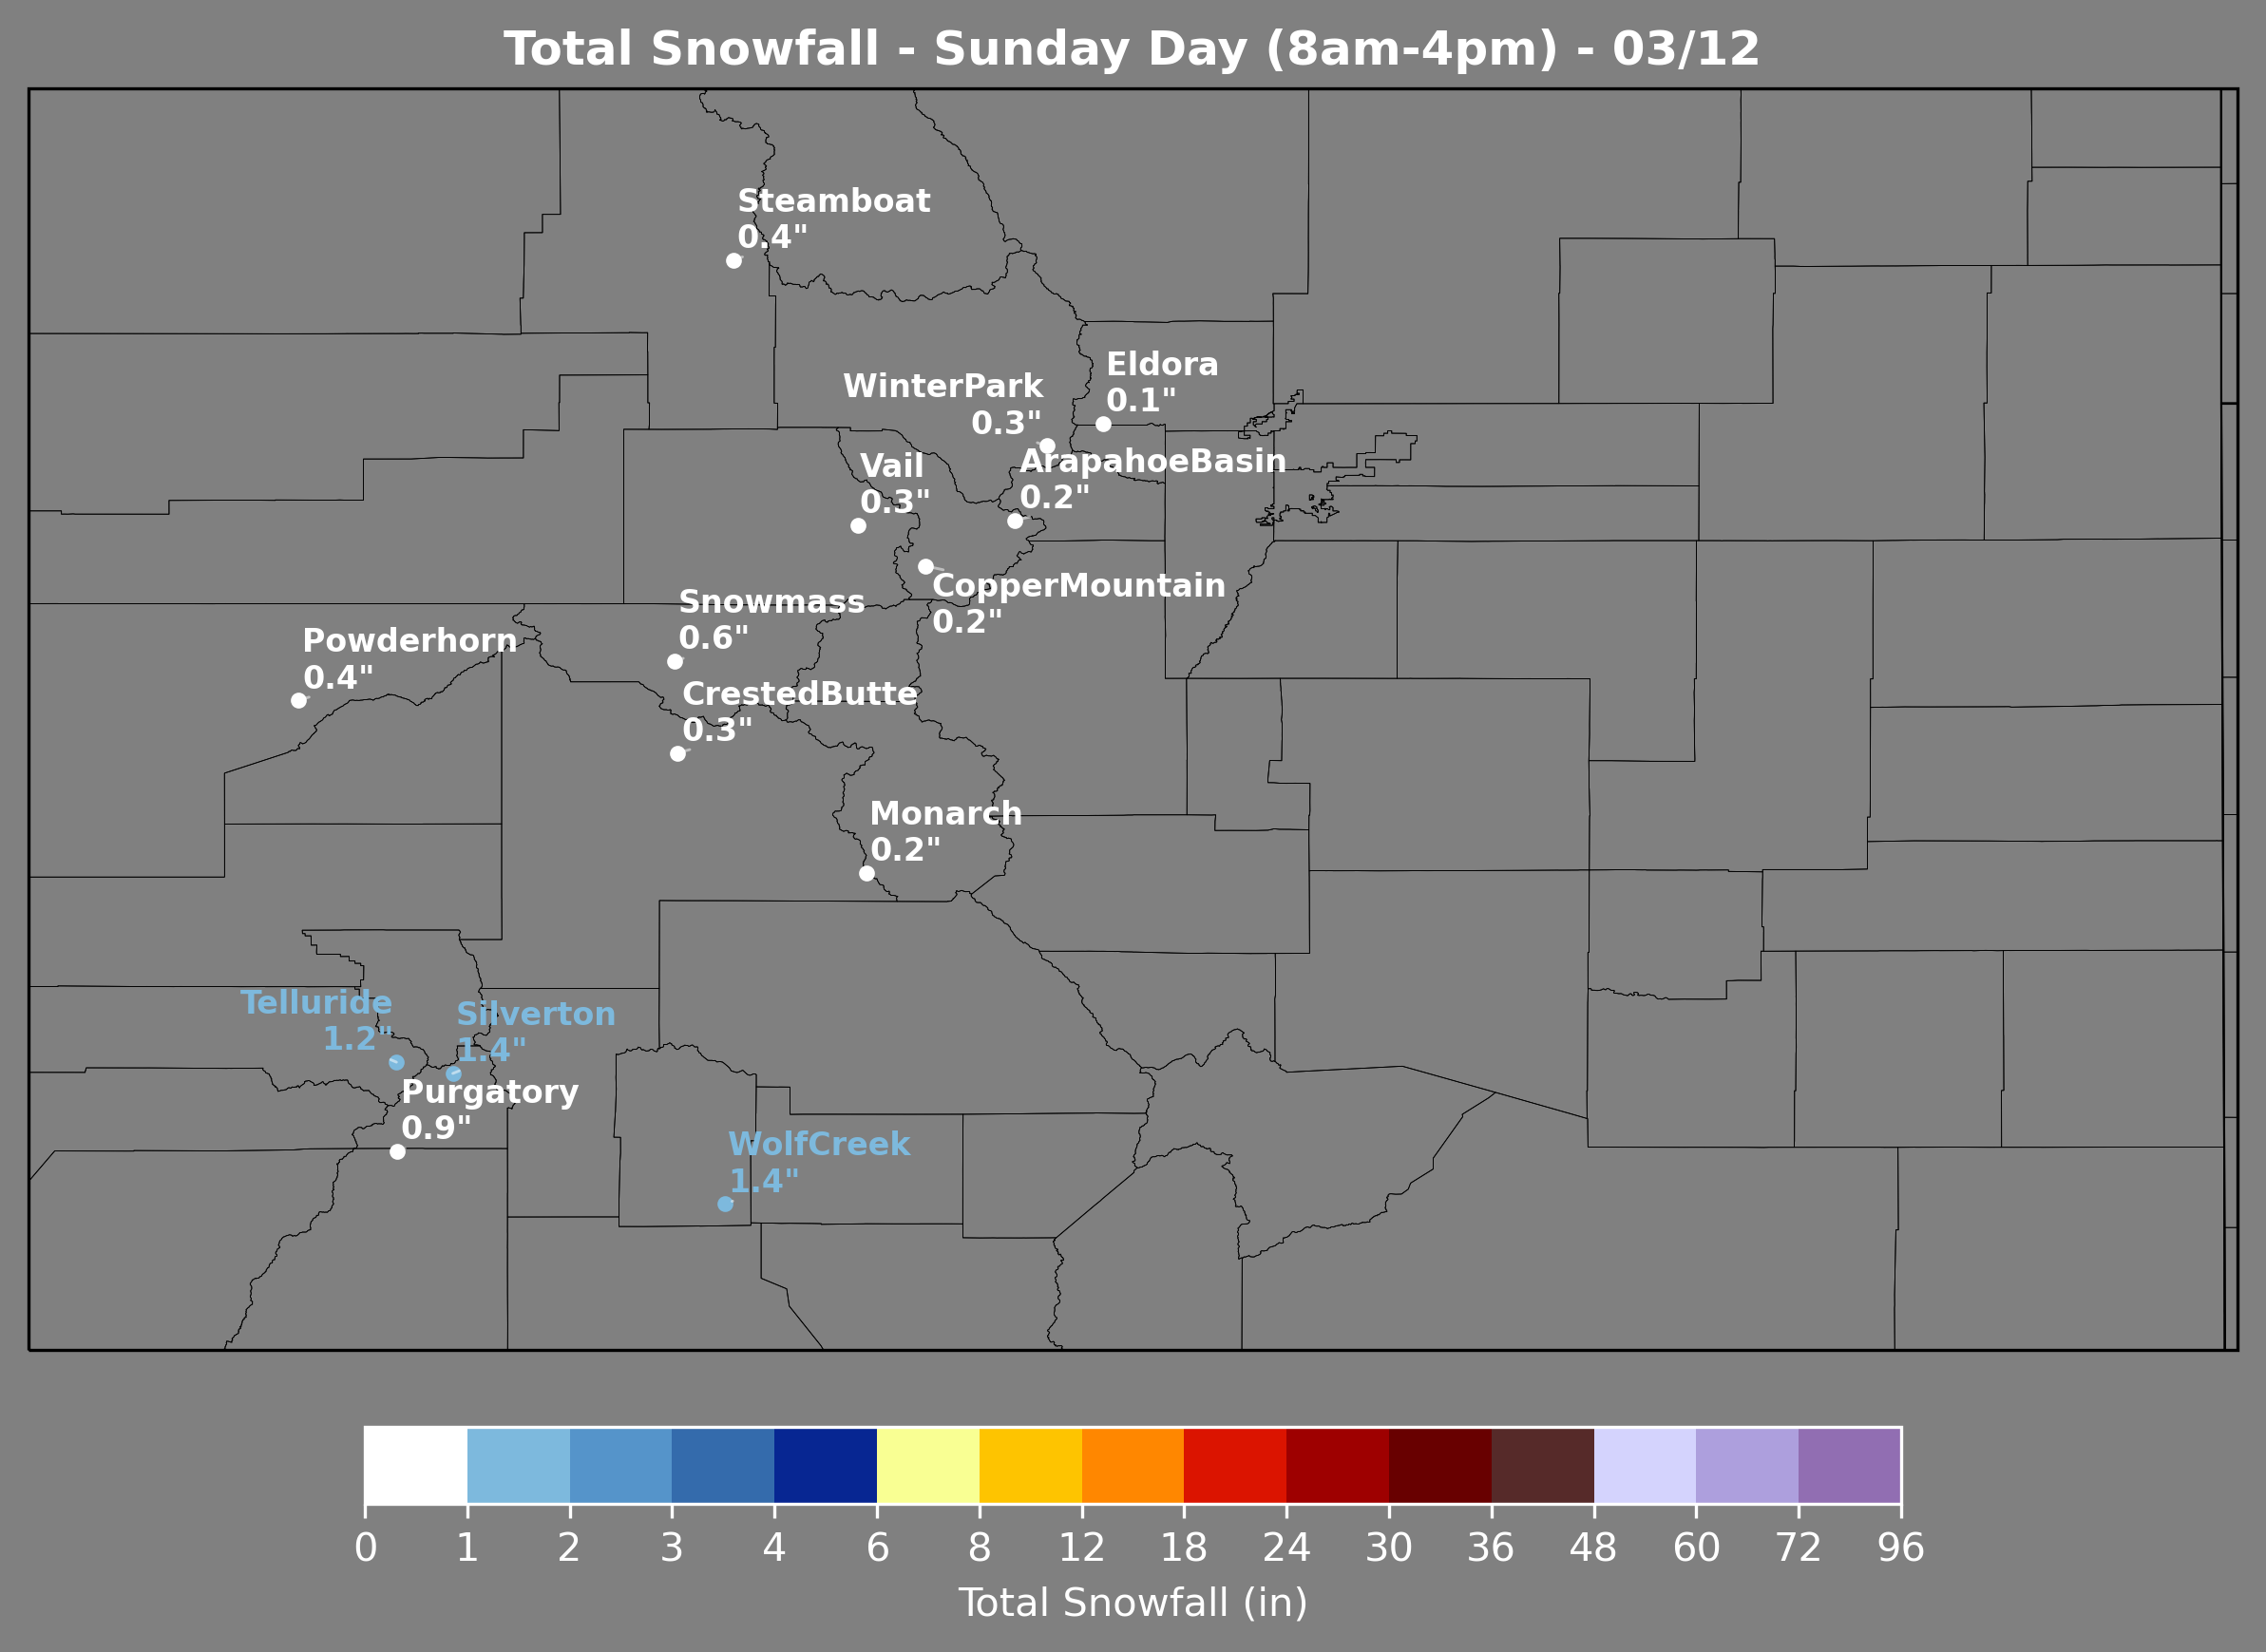 Total Snowfall - Sunday Day (8am-4pm) - 03/12
Steamboat
0.4"
Eldora
0.1"
WinterPark
0.3"
Vail
0.3"
ArapahoeBasin
0.2"
CopperMountain
0.2"
Snowmass
0.6"
Powderhorn
0.4"
CrestedButte
0.3"
Monarch
0.2"
Telluride
1.2"
Silverton
1.4"
Purgatory
0.9"
WolfCreek
1.4"
0 1 2 3 4 6 8 12 18 24 30 36 48 60 72 96
Total Snowfall (in)